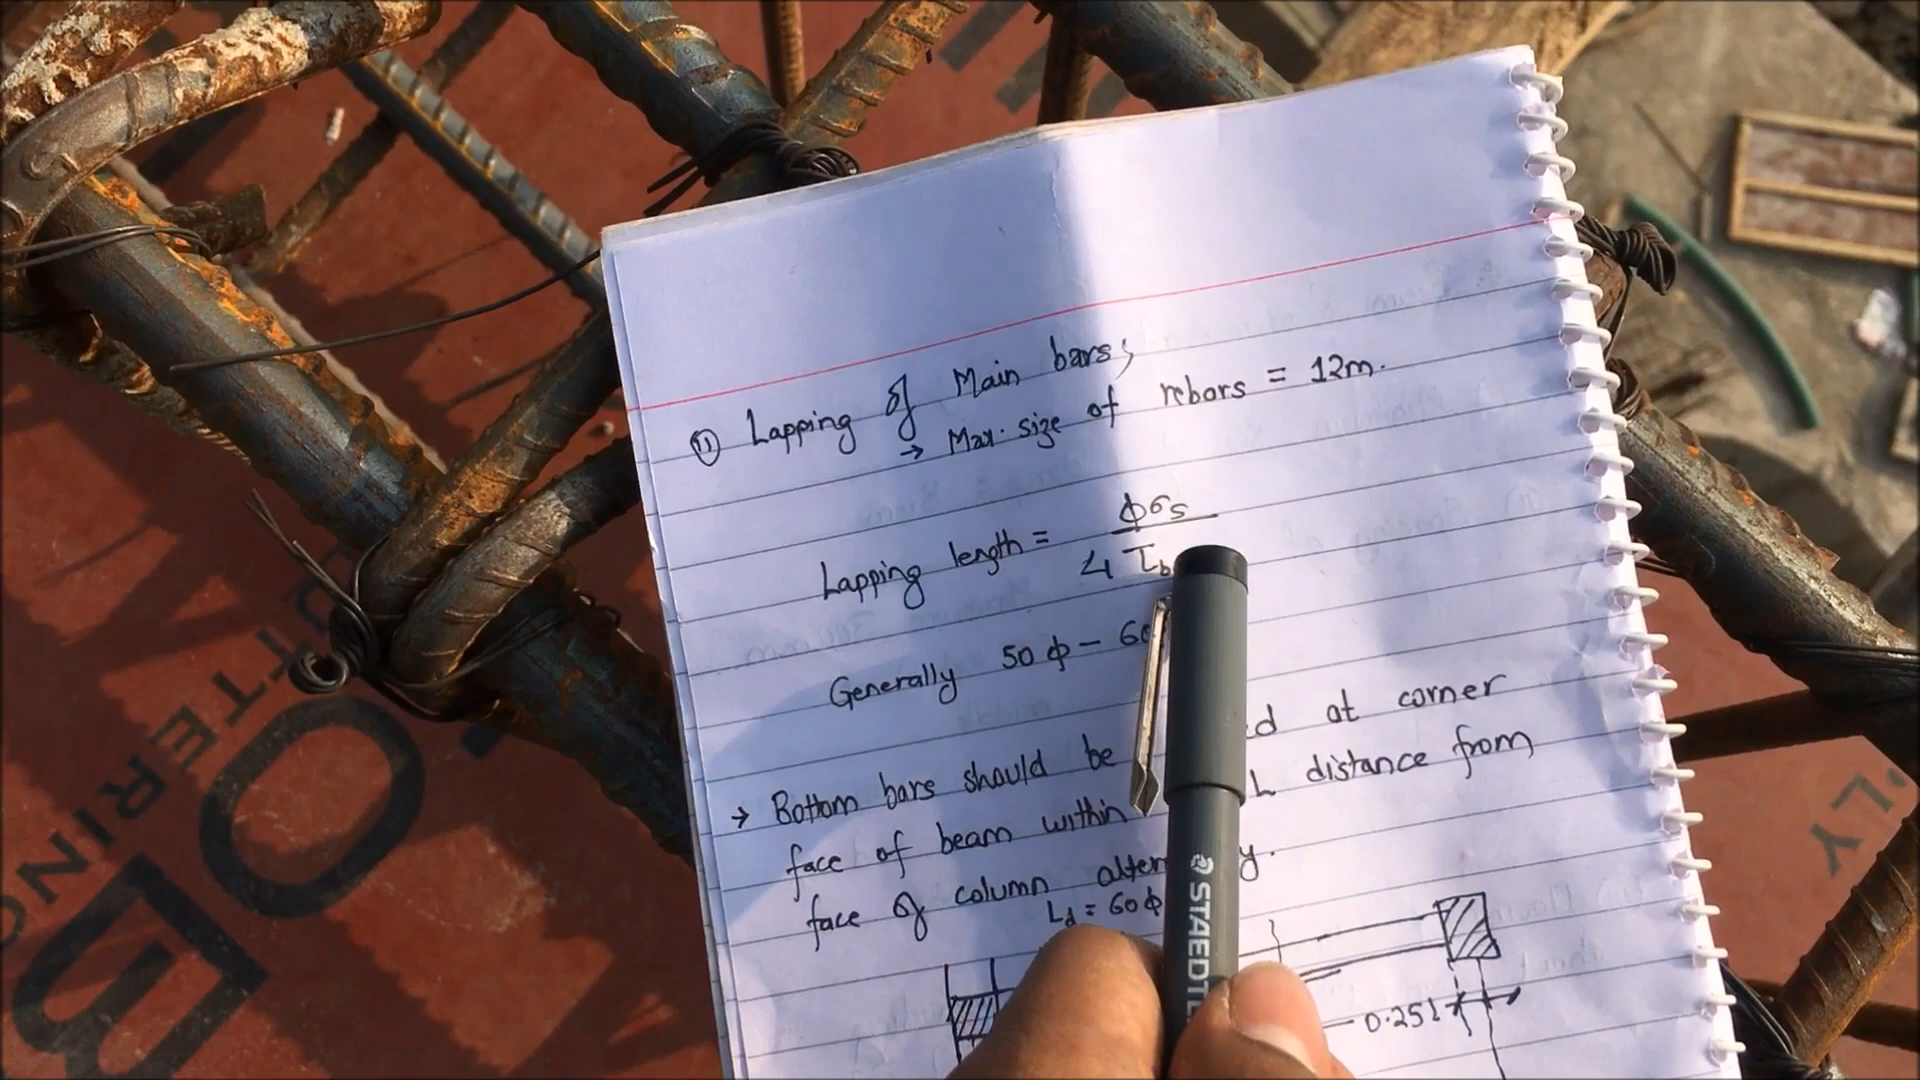 (11) Lapping of Main bars;
→ Max. size of rebars = 12m.
Lapping length = ϕσs
4 τb
Generally 50 ϕ – 60
→ Bottom bars should be at corner
face of beam within L distance from
face of column
Ld = 60 ϕ
0.25l
STAEDTL